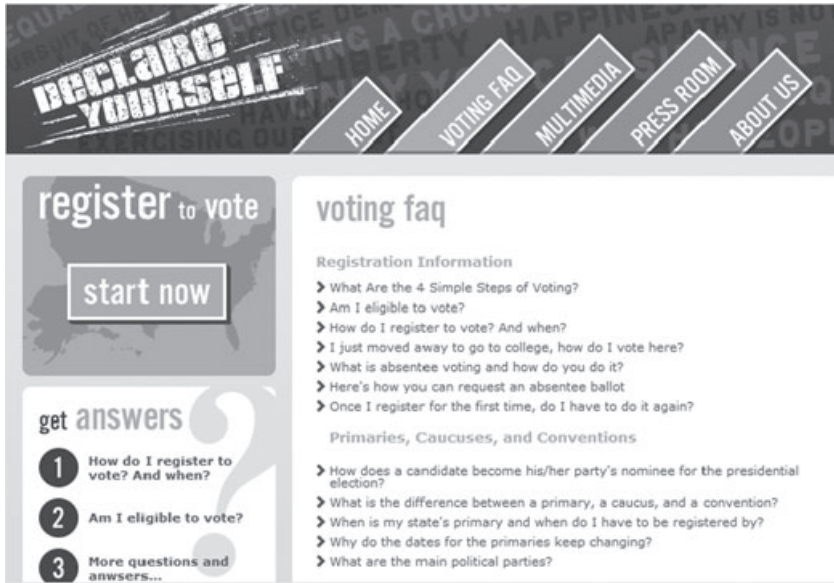 DECLARE
YOURSELF
HOME
VOTING FAQ
MULTIMEDIA
PRESS ROOM
ABOUT US
LIBERTY
HAPPINESS
APATHY IS NOT
EXERCISING OUR
register to vote
start now
get answers
1 How do I register to
vote? And when?
2 Am I eligible to vote?
3 More questions and
anwsers...
voting faq
Registration Information
What Are the 4 Simple Steps of Voting?
Am I eligible to vote?
How do I register to vote? And when?
I just moved away to go to college, how do I vote here?
What is absentee voting and how do you do it?
Here's how you can request an absentee ballot
Once I register for the first time, do I have to do it again?
Primaries, Caucuses, and Conventions
How does a candidate become his/her party's nominee for the presidential
election?
What is the difference between a primary, a caucus, and a convention?
When is my state's primary and when do I have to be registered by?
Why do the dates for the primaries keep changing?
What are the main political parties?